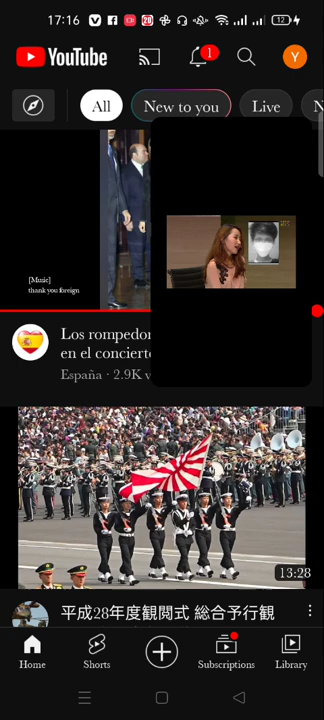 17:16
12
YouTube
1
Y
All
New to you
Live
N
[Music]
thank you foreign
Los rompedor
en el concierto
España · 2.9K v
13:28
平成28年度観閲式 総合予行観
Home
Shorts
Subscriptions
Library